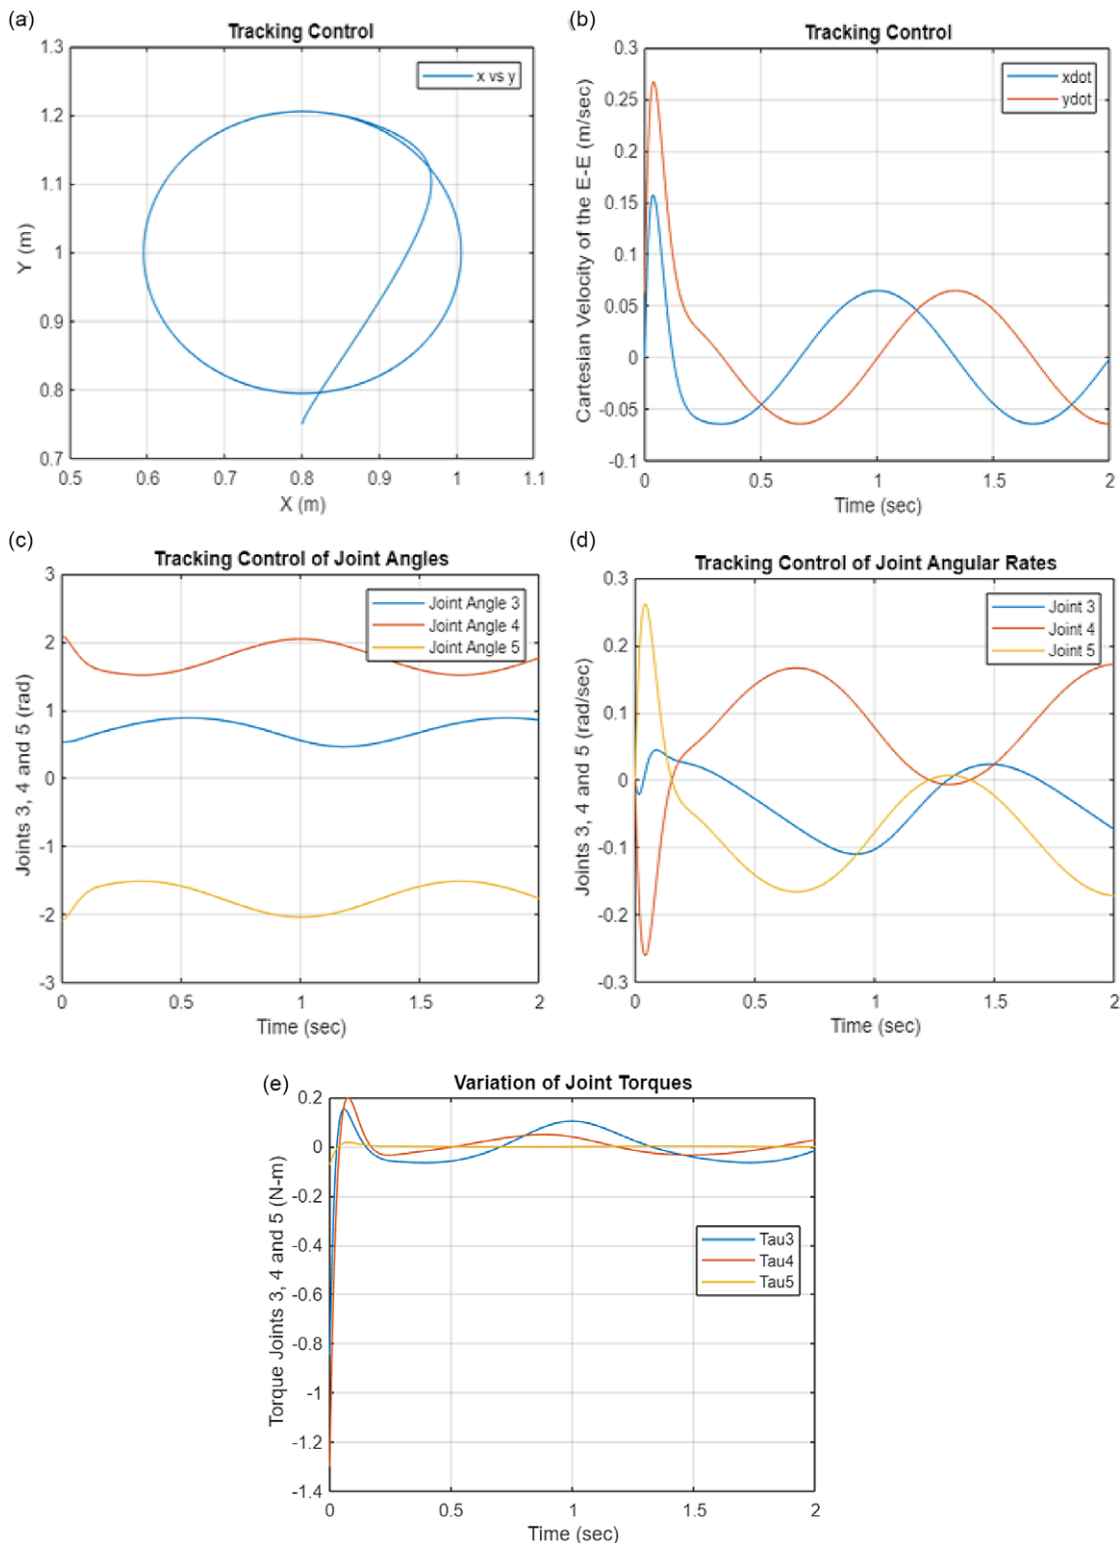 (a)
Tracking Control
1.3
1.2
1.1
1
0.9
0.8
0.7
Y (m)
x vs y
0.5 0.6 0.7 0.8 0.9 1 1.1
X (m)
(b)
Tracking Control
0.3
0.25
0.2
0.15
0.1
0.05
0
-0.05
-0.1
Cartesian Velocity of the E-E (m/sec)
xdot
ydot
0 0.5 1 1.5 2
Time (sec)
(c)
Tracking Control of Joint Angles
3
2
1
0
-1
-2
-3
Joints 3, 4 and 5 (rad)
Joint Angle 3
Joint Angle 4
Joint Angle 5
0 0.5 1 1.5 2
Time (sec)
(d)
Tracking Control of Joint Angular Rates
0.3
0.2
0.1
0
-0.1
-0.2
-0.3
Joints 3, 4 and 5 (rad/sec)
Joint 3
Joint 4
Joint 5
0 0.5 1 1.5 2
Time (sec)
(e)
Variation of Joint Torques
0.2
0
-0.2
-0.4
-0.6
-0.8
-1
-1.2
-1.4
Torque Joints 3, 4 and 5 (N-m)
Tau3
Tau4
Tau5
0 0.5 1 1.5 2
Time (sec)